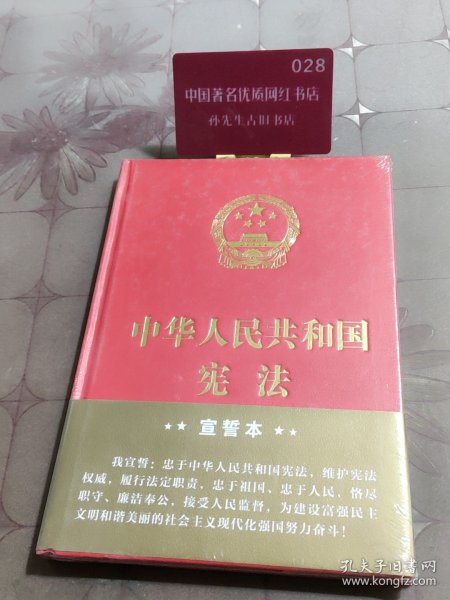 028
中国著名优质网红书店
孙先生古旧书店
中华人民共和国
宪法
★★ 宣誓本 ★★
我宣誓：忠于中华人民共和国宪法，维护宪法
权威，履行法定职责，忠于祖国、忠于人民，恪尽
职守、廉洁奉公，接受人民监督，为建设富强民主
文明和谐美丽的社会主义现代化强国努力奋斗！
孔夫子旧书网
www.kongfz.com